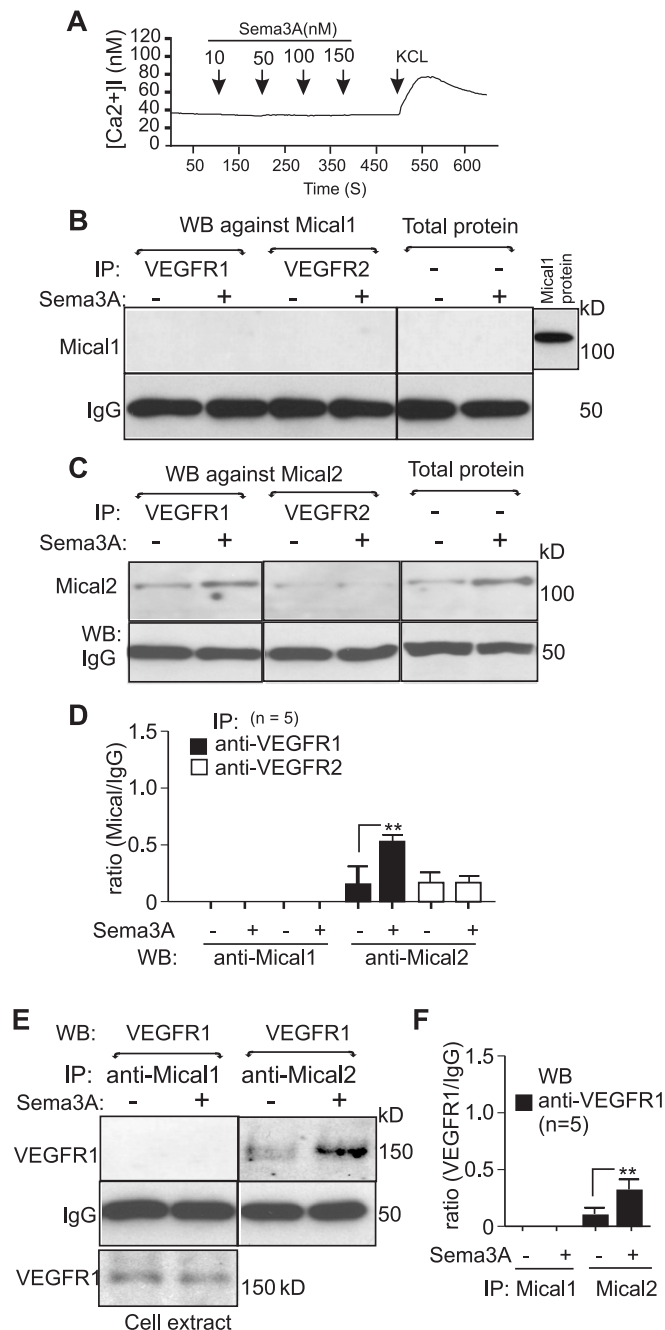 A
Sema3A(nM)
10 50 100 150 KCL
[Ca2+]I (nM)
120
100
80
60
40
20
0
50 150 250 350 450 550 600
Time (S)
B
WB against Mical1 Total protein
IP: VEGFR1 VEGFR2 - -
Sema3A: - + - + - +
Mical1 protein
kD
Mical1 100
IgG 50
C
WB against Mical2 Total protein
IP: VEGFR1 VEGFR2 - -
Sema3A: - + - + - +
kD
Mical2 100
WB:
IgG 50
D
IP: (n = 5)
anti-VEGFR1
anti-VEGFR2
ratio (Mical/IgG)
1.5
1.0
0.5
0
**
Sema3A - + - + - + - +
WB: anti-Mical1 anti-Mical2
E
WB: VEGFR1 VEGFR1
IP: anti-Mical1 anti-Mical2
Sema3A: - + - +
kD
VEGFR1 150
IgG 50
VEGFR1 150 kD
Cell extract
F
ratio (VEGFR1/IgG)
1.5
1.0
0.5
0
WB
anti-VEGFR1
(n=5)
**
Sema3A - + - +
IP: Mical1 Mical2